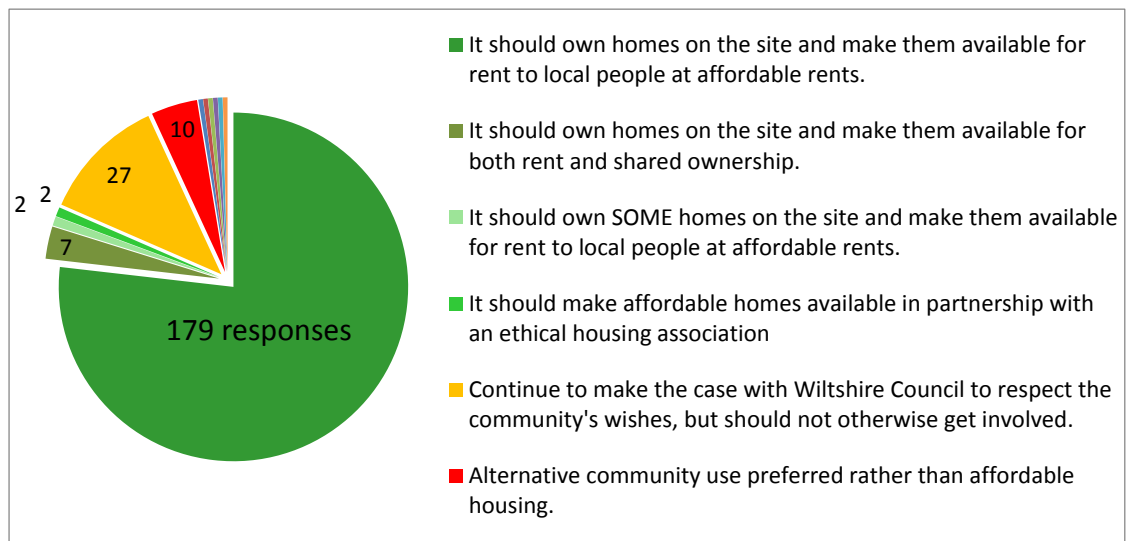 It should own homes on the site and make them available for
rent to local people at affordable rents.
It should own homes on the site and make them available for
both rent and shared ownership.
It should own SOME homes on the site and make them available
for rent to local people at affordable rents.
It should make affordable homes available in partnership with
an ethical housing association
Continue to make the case with Wiltshire Council to respect the
community's wishes, but should not otherwise get involved.
Alternative community use preferred rather than affordable
housing.
10
27
2
2
7
179 responses